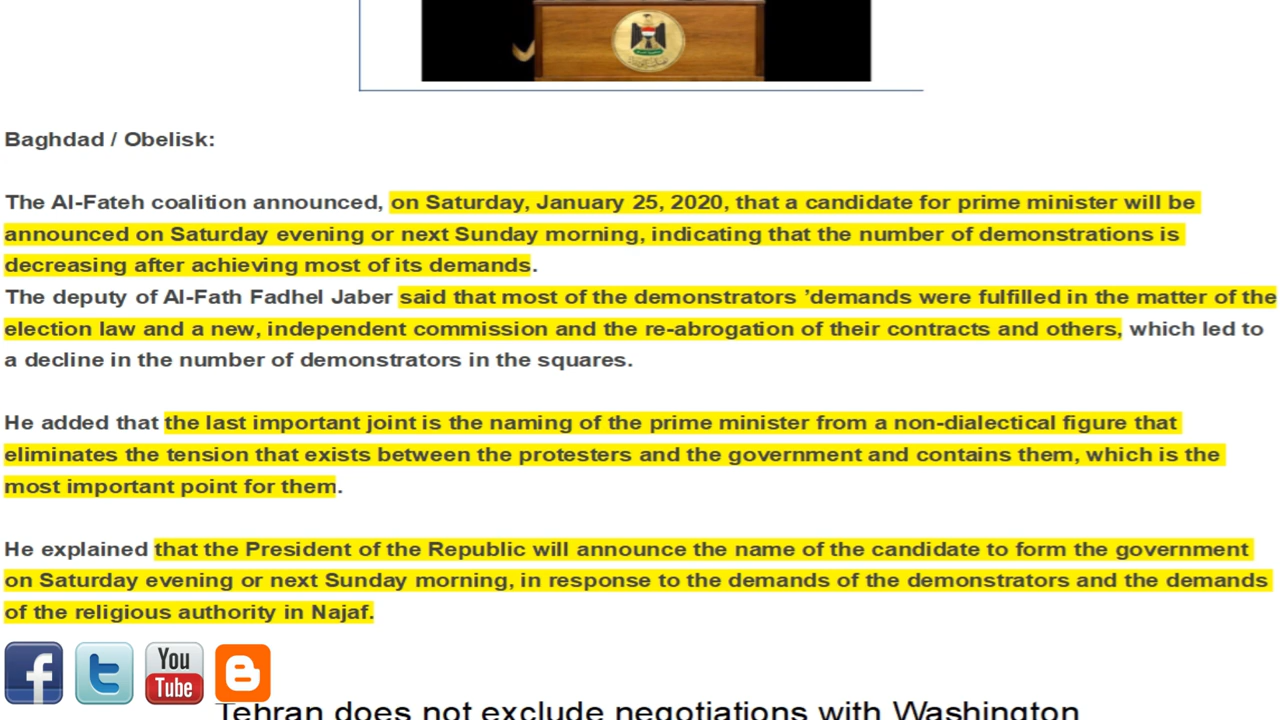 Baghdad / Obelisk:
The Al-Fateh coalition announced, on Saturday, January 25, 2020, that a candidate for prime minister will be
announced on Saturday evening or next Sunday morning, indicating that the number of demonstrations is
decreasing after achieving most of its demands.
The deputy of Al-Fath Fadhel Jaber said that most of the demonstrators ’demands were fulfilled in the matter of the
election law and a new, independent commission and the re-abrogation of their contracts and others, which led to
a decline in the number of demonstrators in the squares.
He added that the last important joint is the naming of the prime minister from a non-dialectical figure that
eliminates the tension that exists between the protesters and the government and contains them, which is the
most important point for them.
He explained that the President of the Republic will announce the name of the candidate to form the government
on Saturday evening or next Sunday morning, in response to the demands of the demonstrators and the demands
of the religious authority in Najaf.
You
Tube
Tehran does not exclude negotiations with Washington